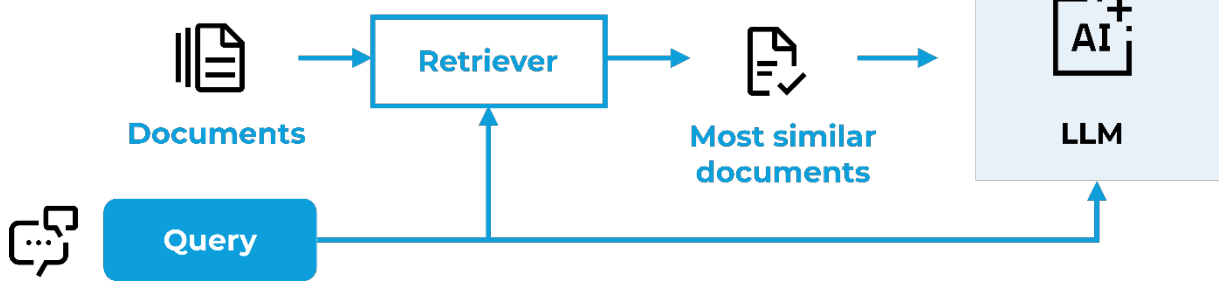 Retriever
AI
Documents
Most similar
documents
LLM
Query